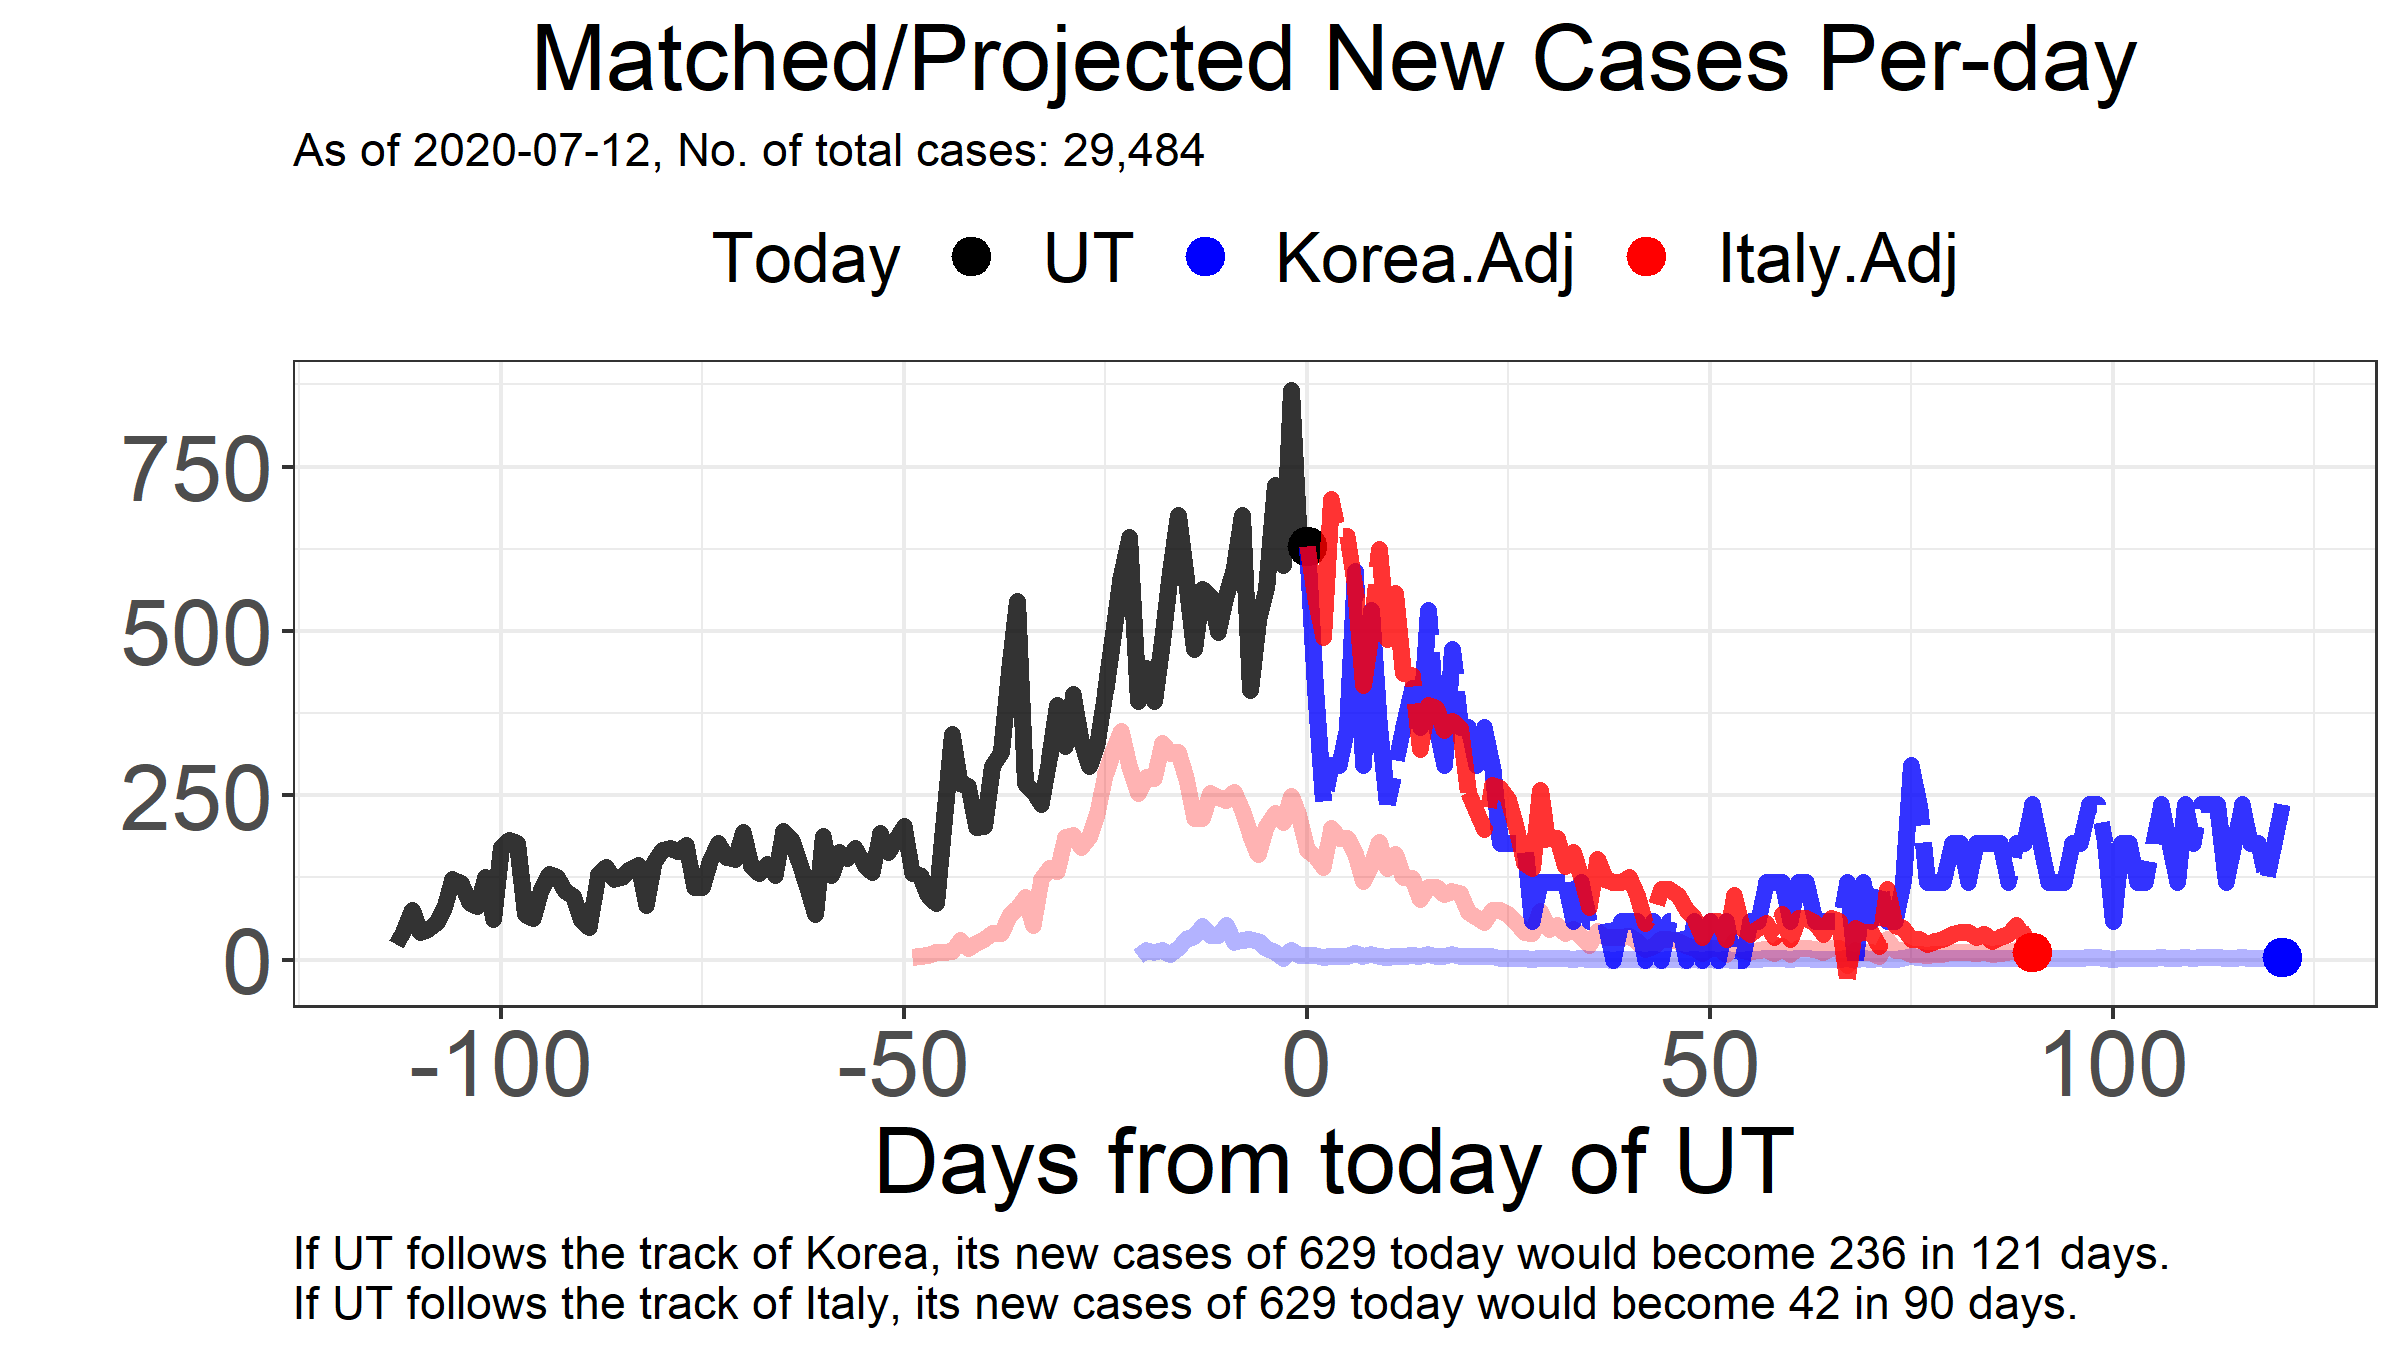 Matched/Projected New Cases Per-day
As of 2020-07-12, No. of total cases: 29,484
Today UT Korea.Adj Italy.Adj
750
500
250
0
-100 -50 0 50 100
Days from today of UT
If UT follows the track of Korea, its new cases of 629 today would become 236 in 121 days.
If UT follows the track of Italy, its new cases of 629 today would become 42 in 90 days.